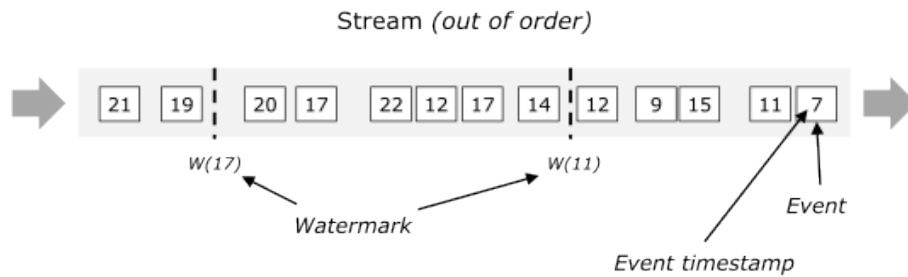 Stream (out of order)
21 19 20 17 22 12 17 14 12 9 15 11 7
W(17) W(11)
Watermark
Event
Event timestamp